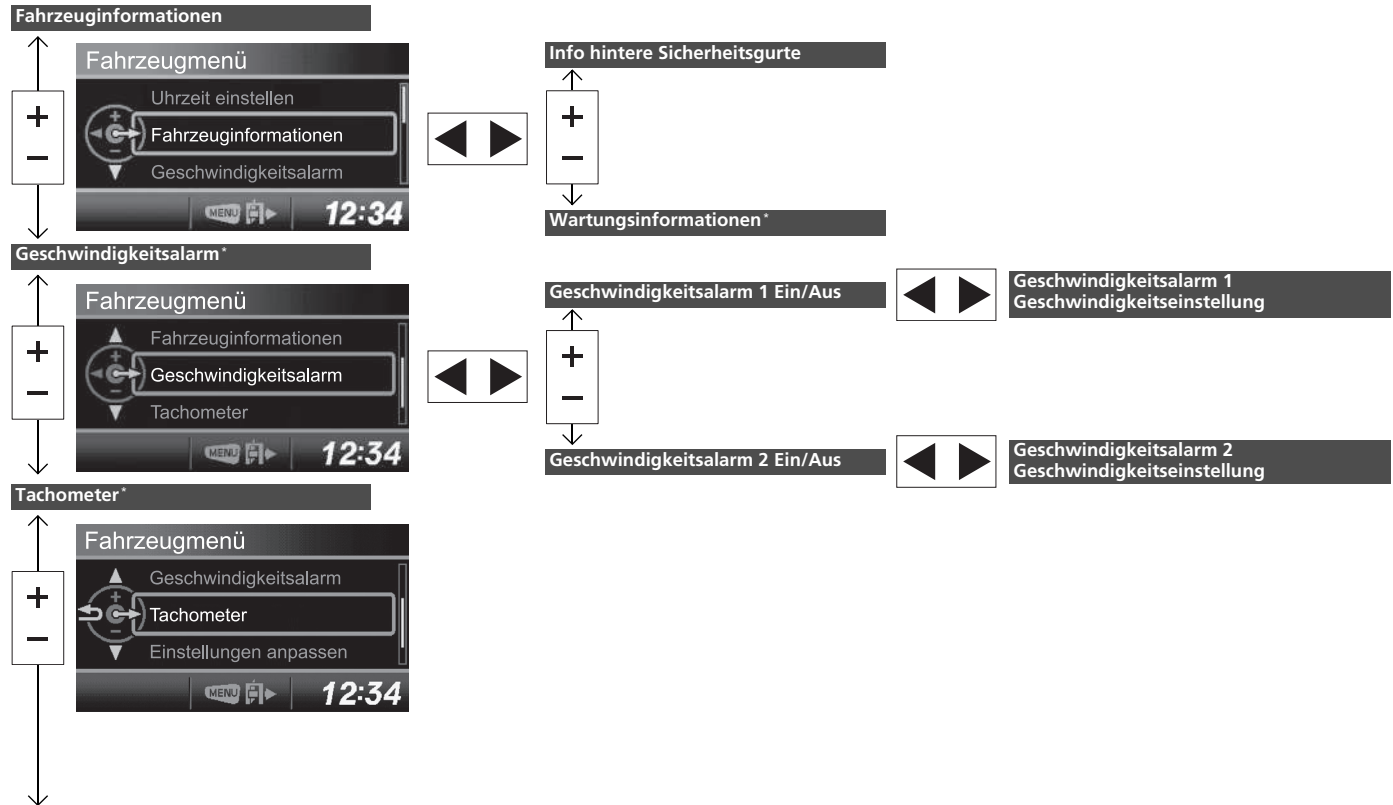 Fahrzeuginformationen
Fahrzeugmenü
Uhrzeit einstellen
Fahrzeuginformationen
Geschwindigkeitsalarm
MENU
12:34
+
−
Info hintere Sicherheitsgurte
+
−
Wartungsinformationen*
Geschwindigkeitsalarm*
Fahrzeugmenü
Fahrzeuginformationen
Geschwindigkeitsalarm
Tachometer
MENU
12:34
+
−
Geschwindigkeitsalarm 1 Ein/Aus
+
−
Geschwindigkeitsalarm 2 Ein/Aus
Geschwindigkeitsalarm 1
Geschwindigkeitseinstellung
Geschwindigkeitsalarm 2
Geschwindigkeitseinstellung
Tachometer*
Fahrzeugmenü
Geschwindigkeitsalarm
Tachometer
Einstellungen anpassen
MENU
12:34
+
−